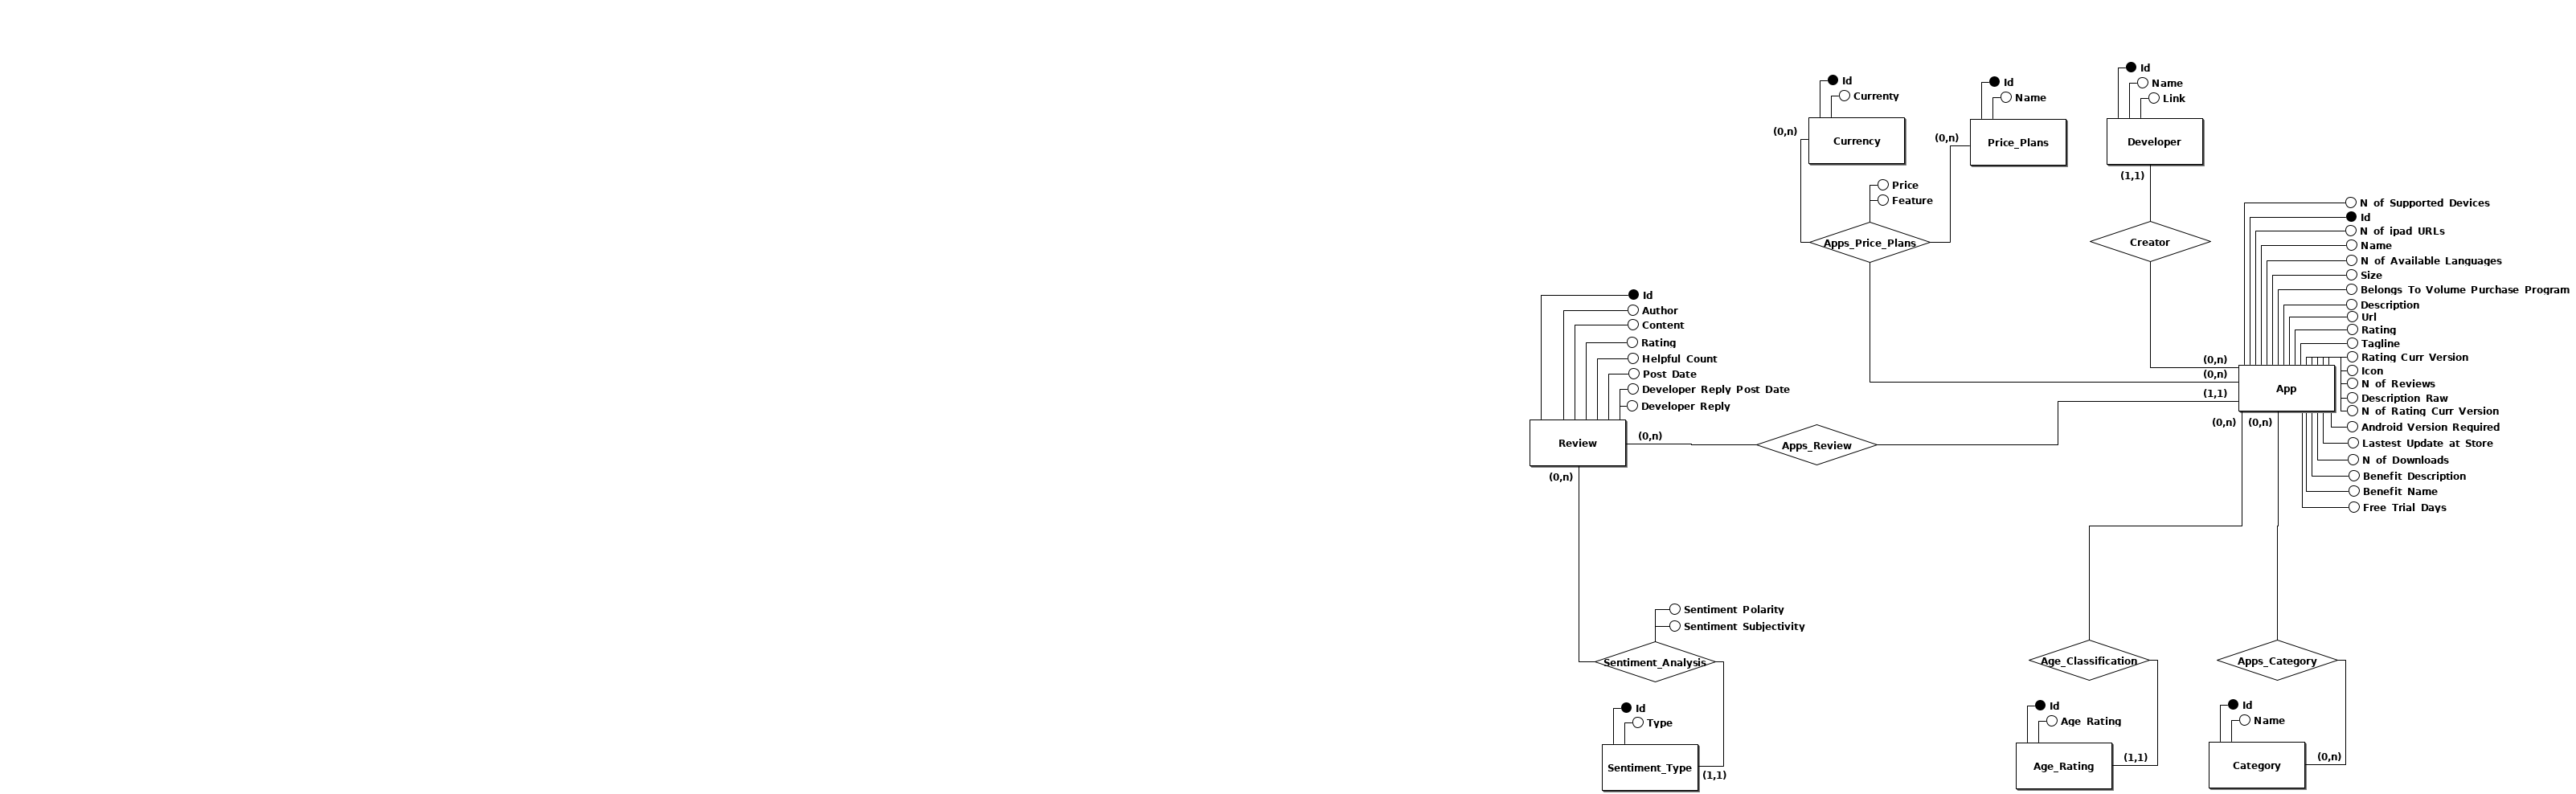 Id
Currenty
(0,n)
Currency
Id
Name
(0,n)
Price_Plans
Id
Name
Link
Developer
(1,1)
Price
Feature
Apps_Price_Plans
Creator
N of Supported Devices
Id
N of ipad URLs
Name
N of Available Languages
Size
Belongs To Volume Purchase Program
Description
Url
Rating
Tagline
Rating Curr Version
Icon
N of Reviews
Description Raw
N of Rating Curr Version
Android Version Required
Lastest Update at Store
N of Downloads
Benefit Description
Benefit Name
Free Trial Days
(0,n)
(0,n)
(1,1)
App
(0,n)
(0,n)
Id
Author
Content
Rating
Helpful Count
Post Date
Developer Reply Post Date
Developer Reply
Review
(0,n)
Apps_Review
(0,n)
Sentiment Polarity
Sentiment Subjectivity
Sentiment_Analysis
Id
Type
Sentiment_Type
(1,1)
Age_Classification
Id
Age Rating
Age_Rating
(1,1)
Apps_Category
Id
Name
Category
(0,n)